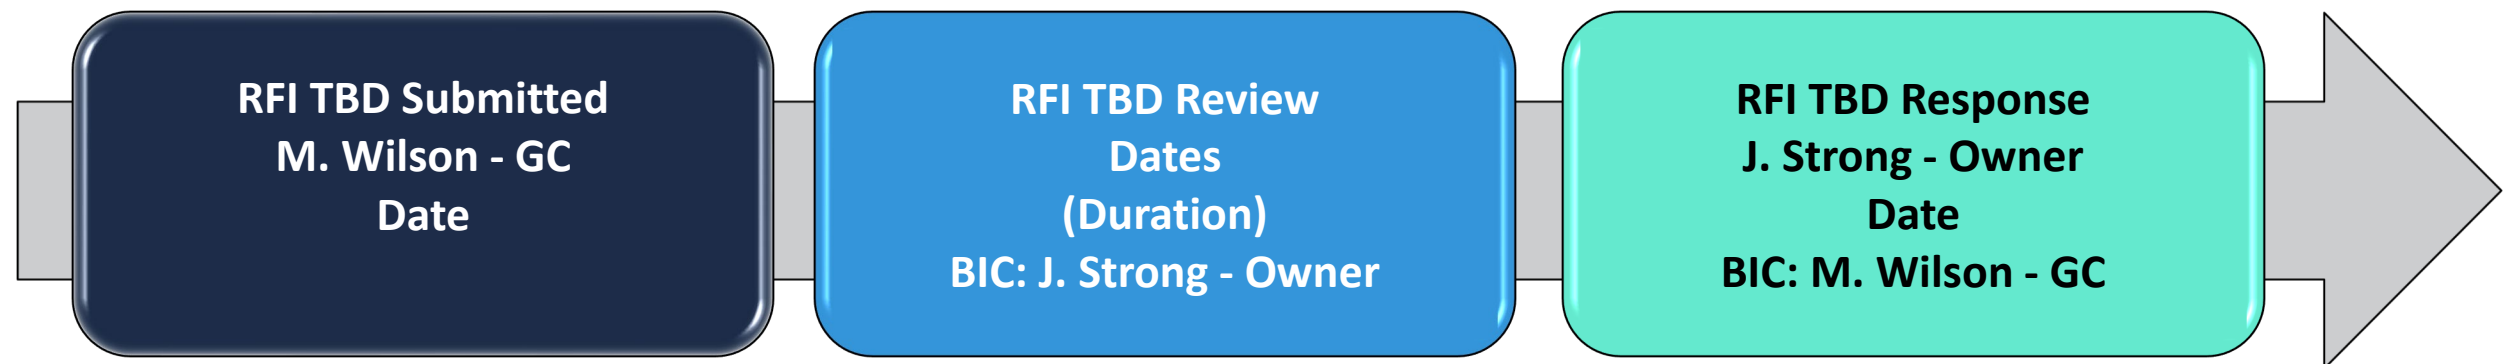 RFI TBD Submitted
M. Wilson - GC
Date
RFI TBD Review
Dates
(Duration)
BIC: J. Strong - Owner
RFI TBD Response
J. Strong - Owner
Date
BIC: M. Wilson - GC